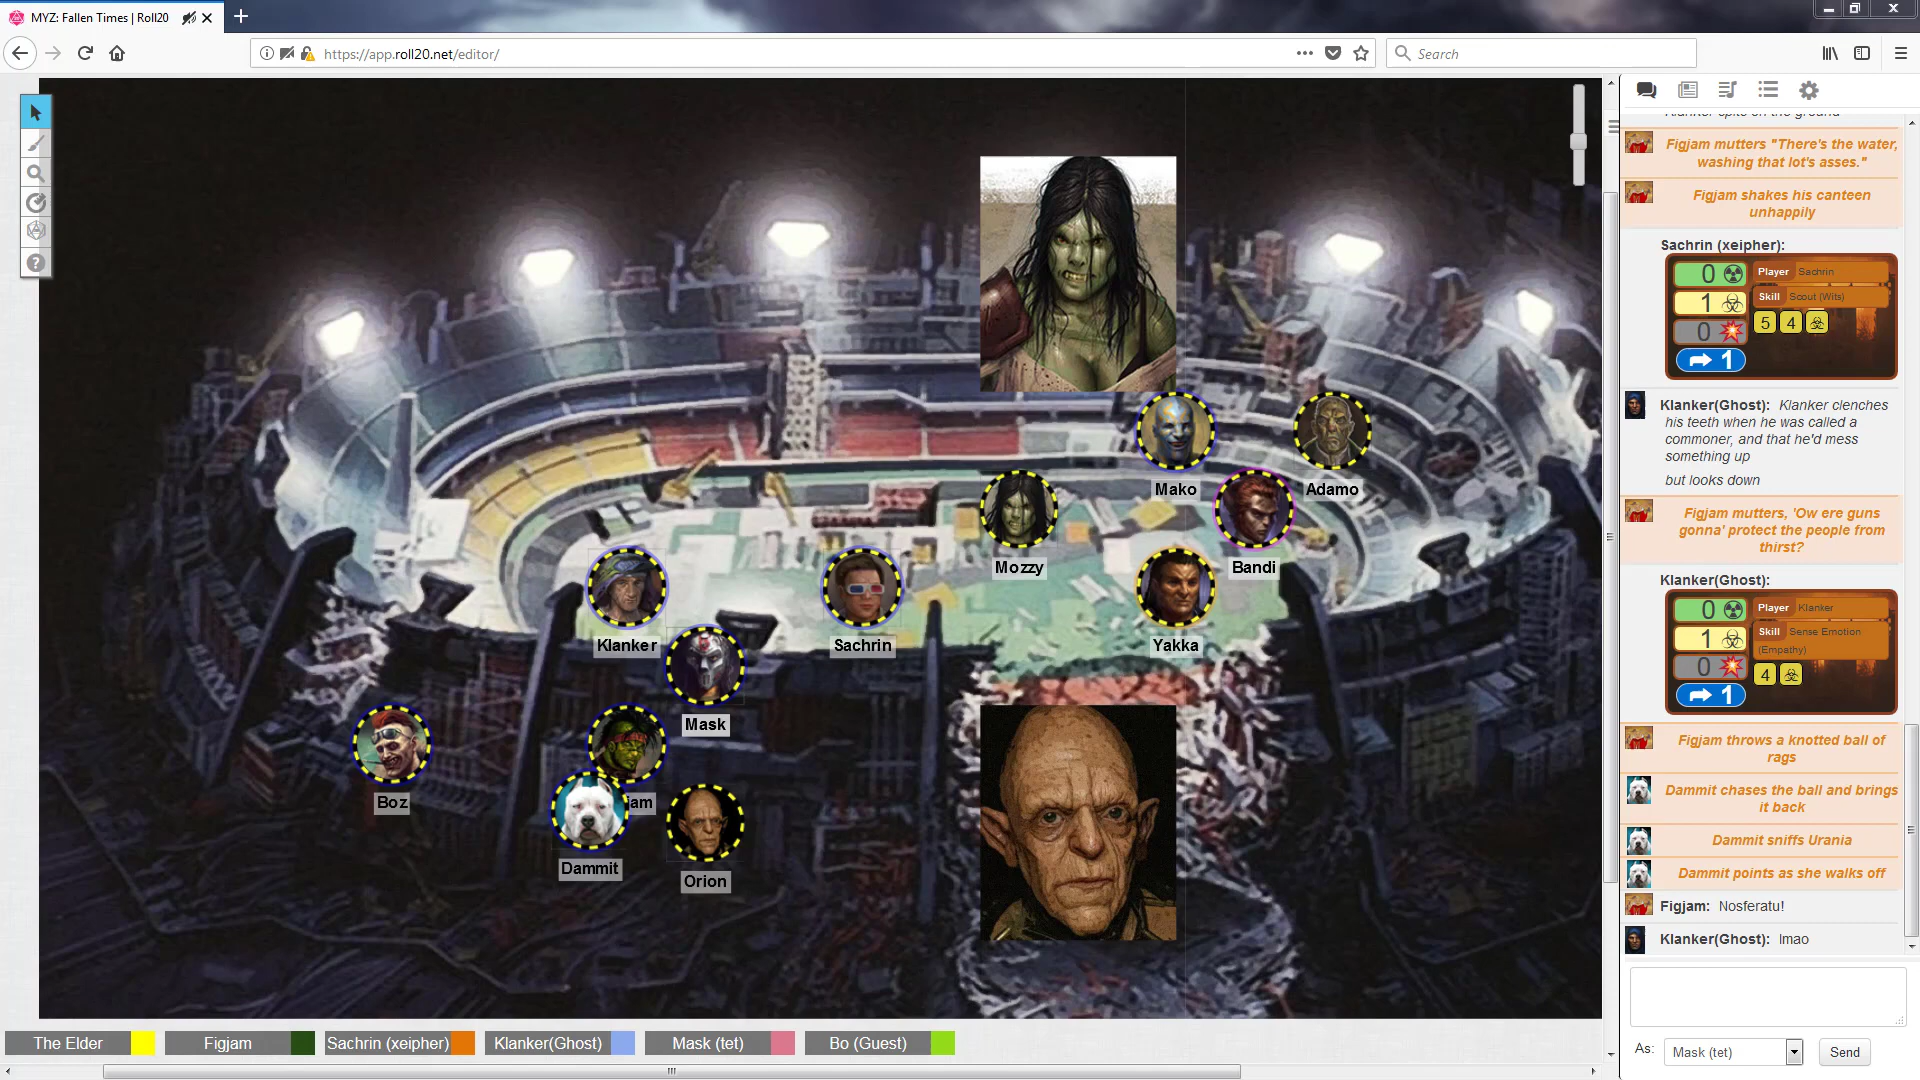 MYZ: Fallen Times | Roll20
https://app.roll20.net/editor/
Search
Mako
Adamo
Mozzy
Bandi
Klanker
Sachrin
Yakka
Mask
Boz
am
Dammit
Orion
The Elder
Figjam
Sachrin (xeipher)
Klanker(Ghost)
Mask (tet)
Bo (Guest)
Klanker spits on the ground
Figjam mutters "There's the water,
washing that lot's asses."
Figjam shakes his canteen
unhappily
Sachrin (xeipher):
0
Player Sachrin
1
Skill Scout (Wits)
0
5 4
1
Klanker(Ghost): Klanker clenches
his teeth when he was called a
commoner, and that he'd mess
something up
but looks down
Figjam mutters, 'Ow ere guns
gonna' protect the people from
thirst?
Klanker(Ghost):
0
Player Klanker
1
Skill Sense Emotion
(Empathy)
0
4
1
Figjam throws a knotted ball of
rags
Dammit chases the ball and brings
it back
Dammit sniffs Urania
Dammit points as she walks off
Figjam: Nosferatu!
Klanker(Ghost): lmao
As: Mask (tet) Send